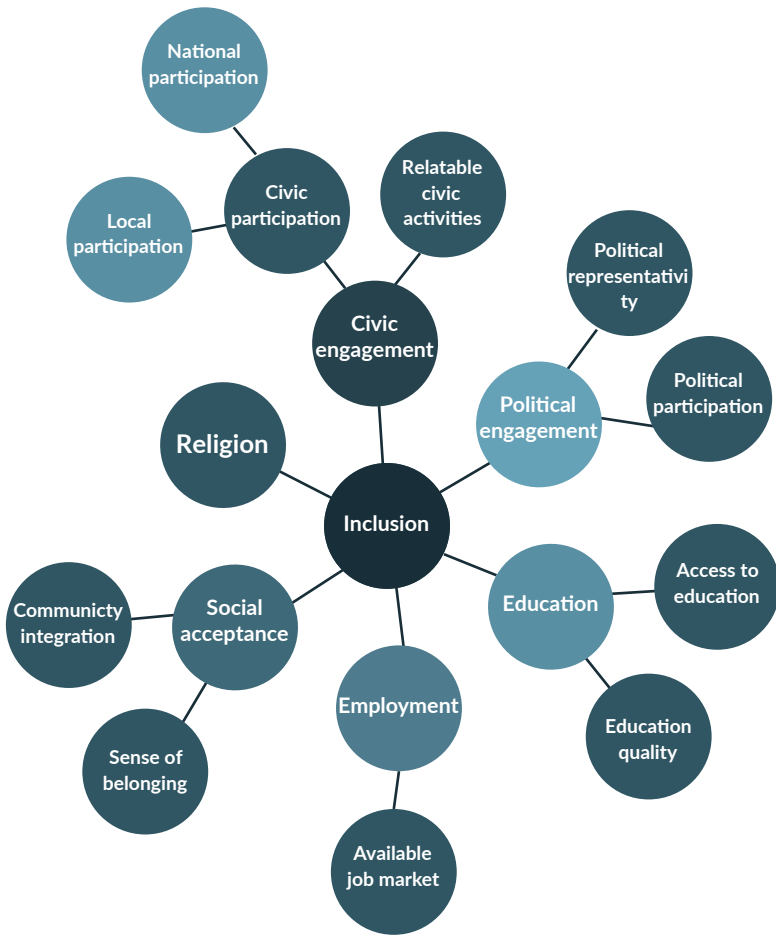 National
participation
Relatable
civic
activities
Civic
participation
Local
participation
Political
representativi
ty
Civic
engagement
Political
participation
Political
engagement
Religion
Inclusion
Access to
education
Education
Communicty
integration
Social
acceptance
Employment
Education
quality
Sense of
belonging
Available
job market